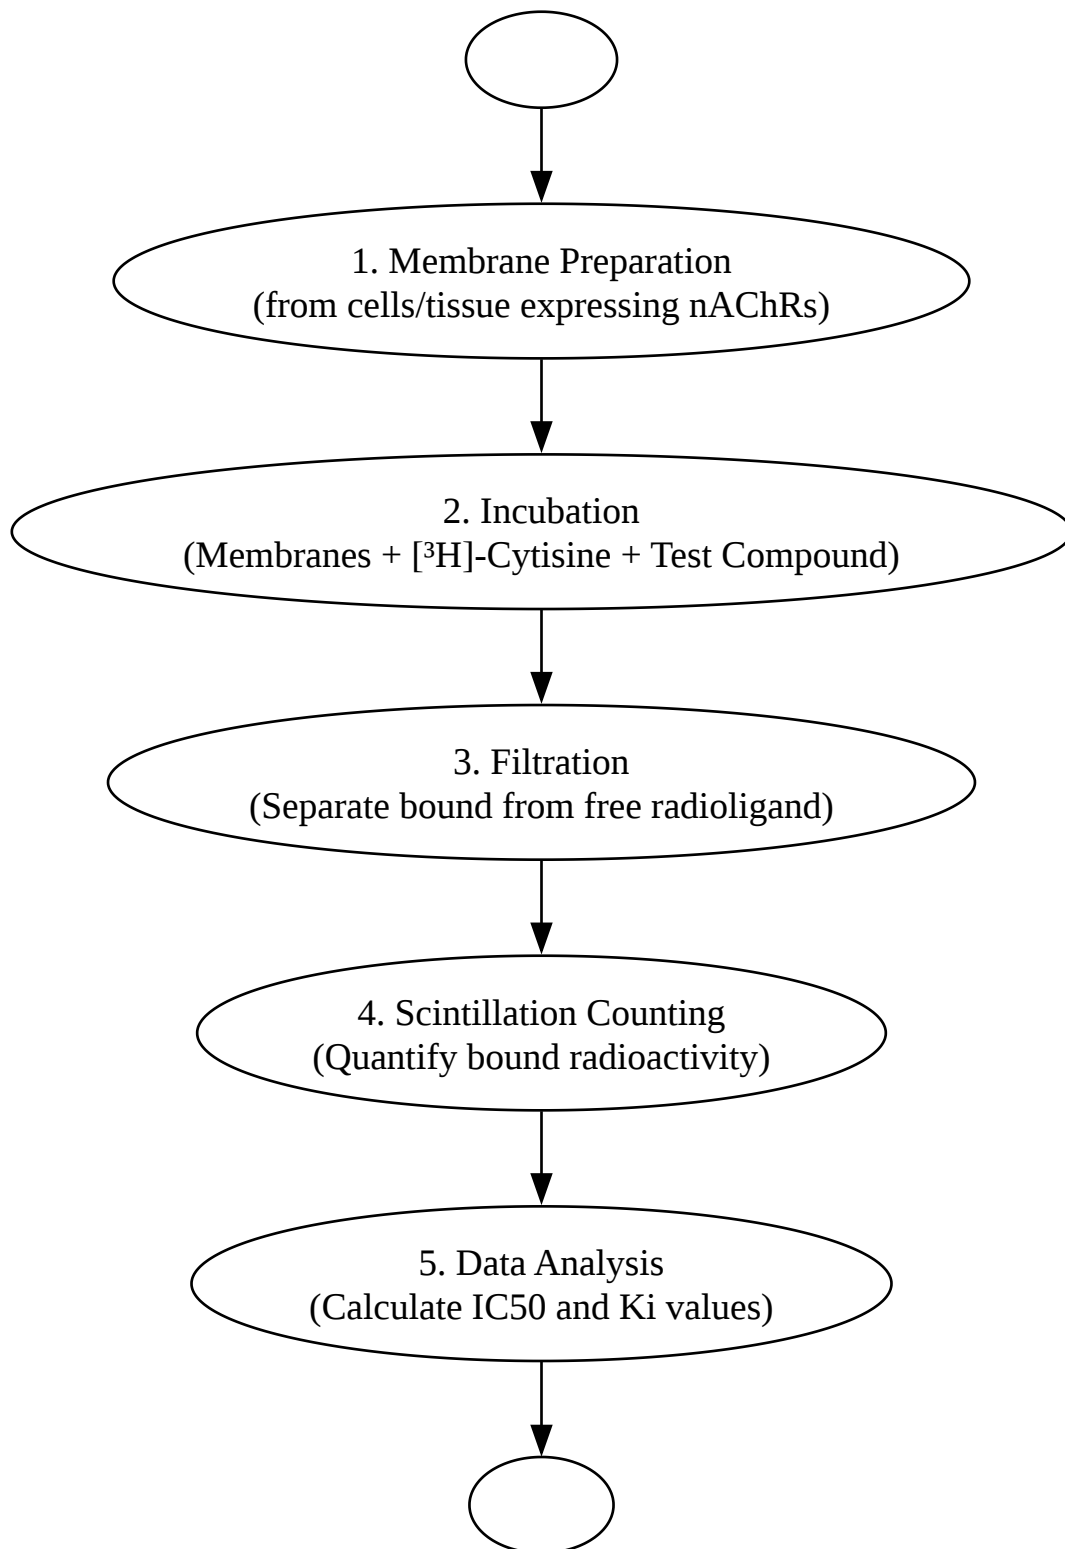 1. Membrane Preparation
(from cells/tissue expressing nAChRs)
2. Incubation
(Membranes + [³H]-Cytisine + Test Compound)
3. Filtration
(Separate bound from free radioligand)
4. Scintillation Counting
(Quantify bound radioactivity)
5. Data Analysis
(Calculate IC50 and Ki values)